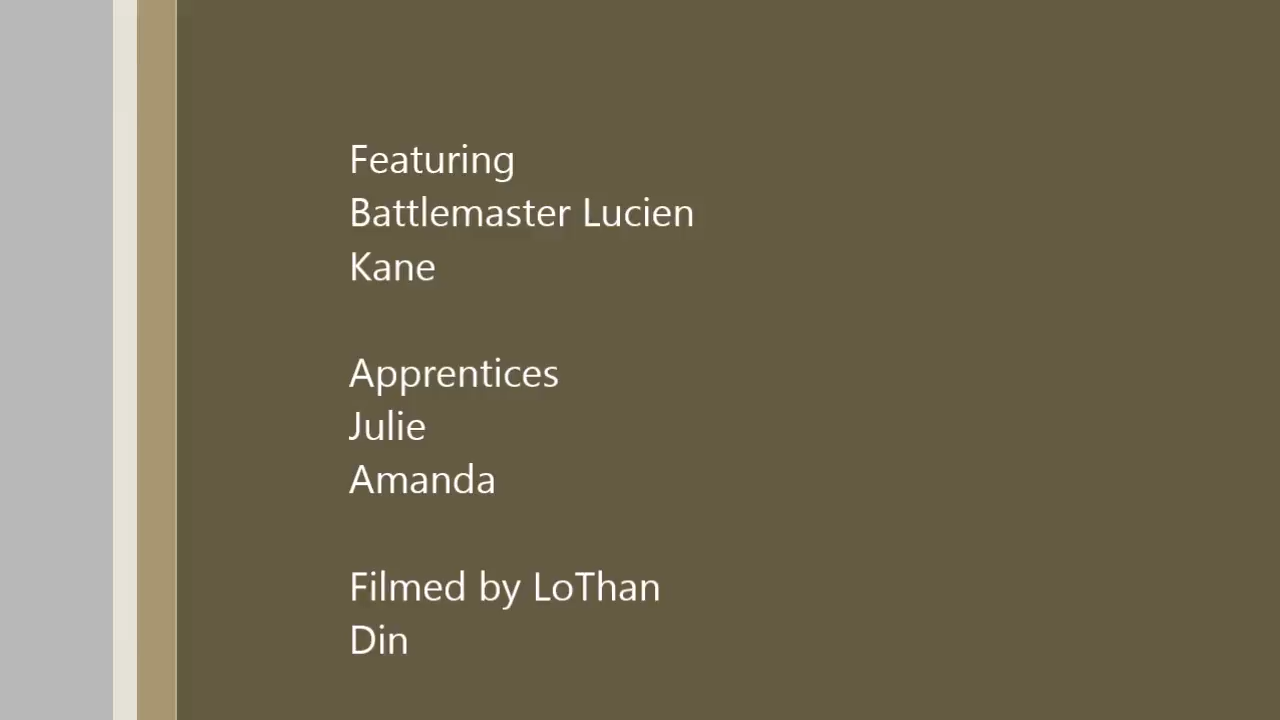 Featuring
Battlemaster Lucien
Kane
Apprentices
Julie
Amanda
Filmed by LoThan
Din